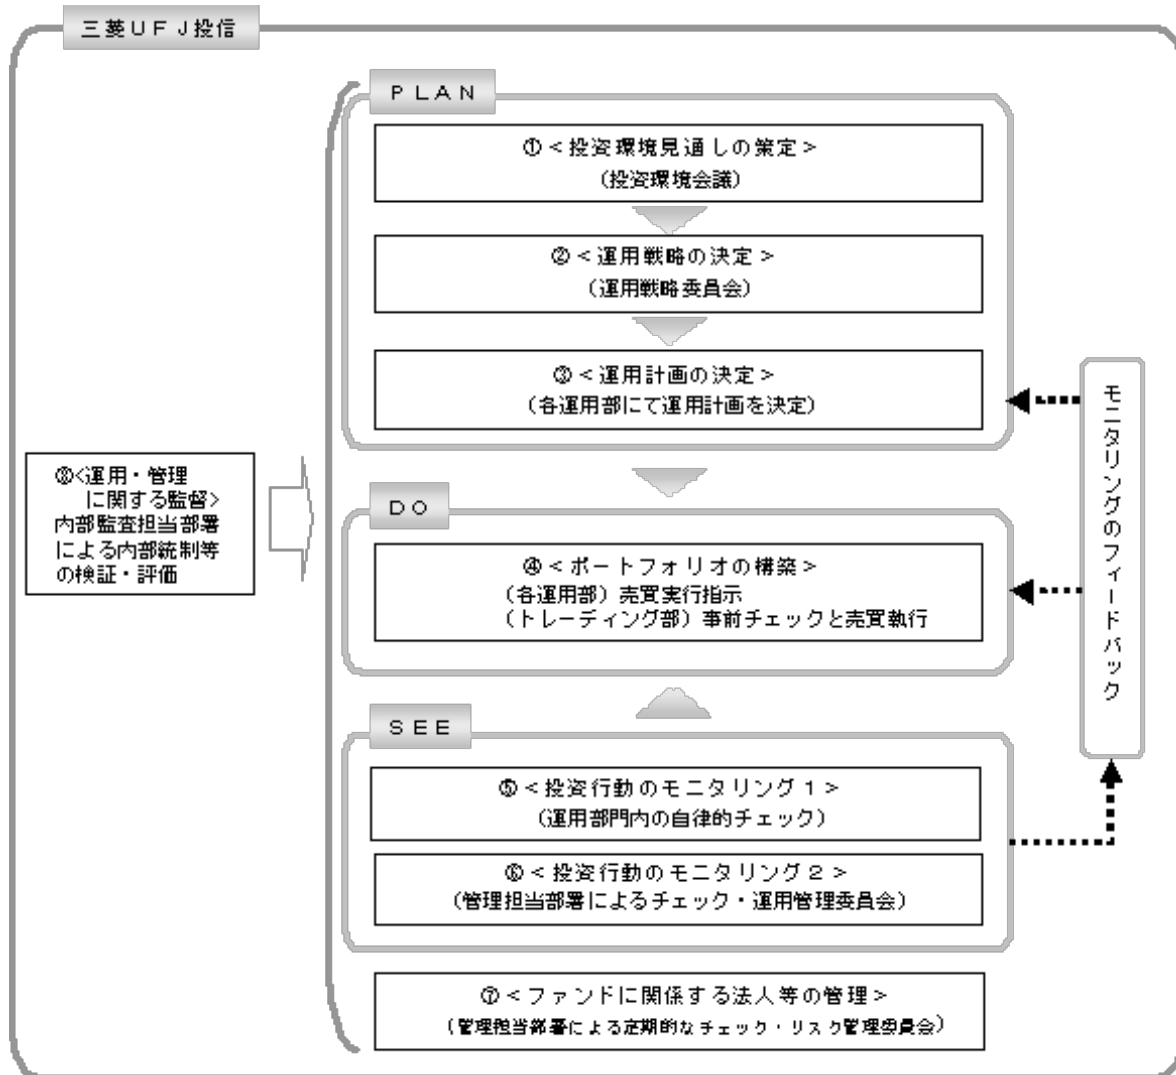 三菱UFJ投信
PLAN
①<投資環境見通しの策定>
(投資環境会議)
②<運用戦略の決定>
(運用戦略委員会)
③<運用計画の決定>
(各運用部にて運用計画を決定)
⑧<運用・管理
に関する監督>
内部監査担当部署
による内部統制等
の検証・評価
DO
④<ポートフォリオの構築>
(各運用部)売買実行指示
(トレーディング部)事前チェックと売買執行
モニタリングのフィードバック
SEE
⑤<投資行動のモニタリング1>
(運用部門内の自律的チェック)
⑥<投資行動のモニタリング2>
(管理担当部署によるチェック・運用管理委員会)
⑦<ファンドに関係する法人等の管理>
(管理担当部署による定期的なチェック・リスク管理委員会)